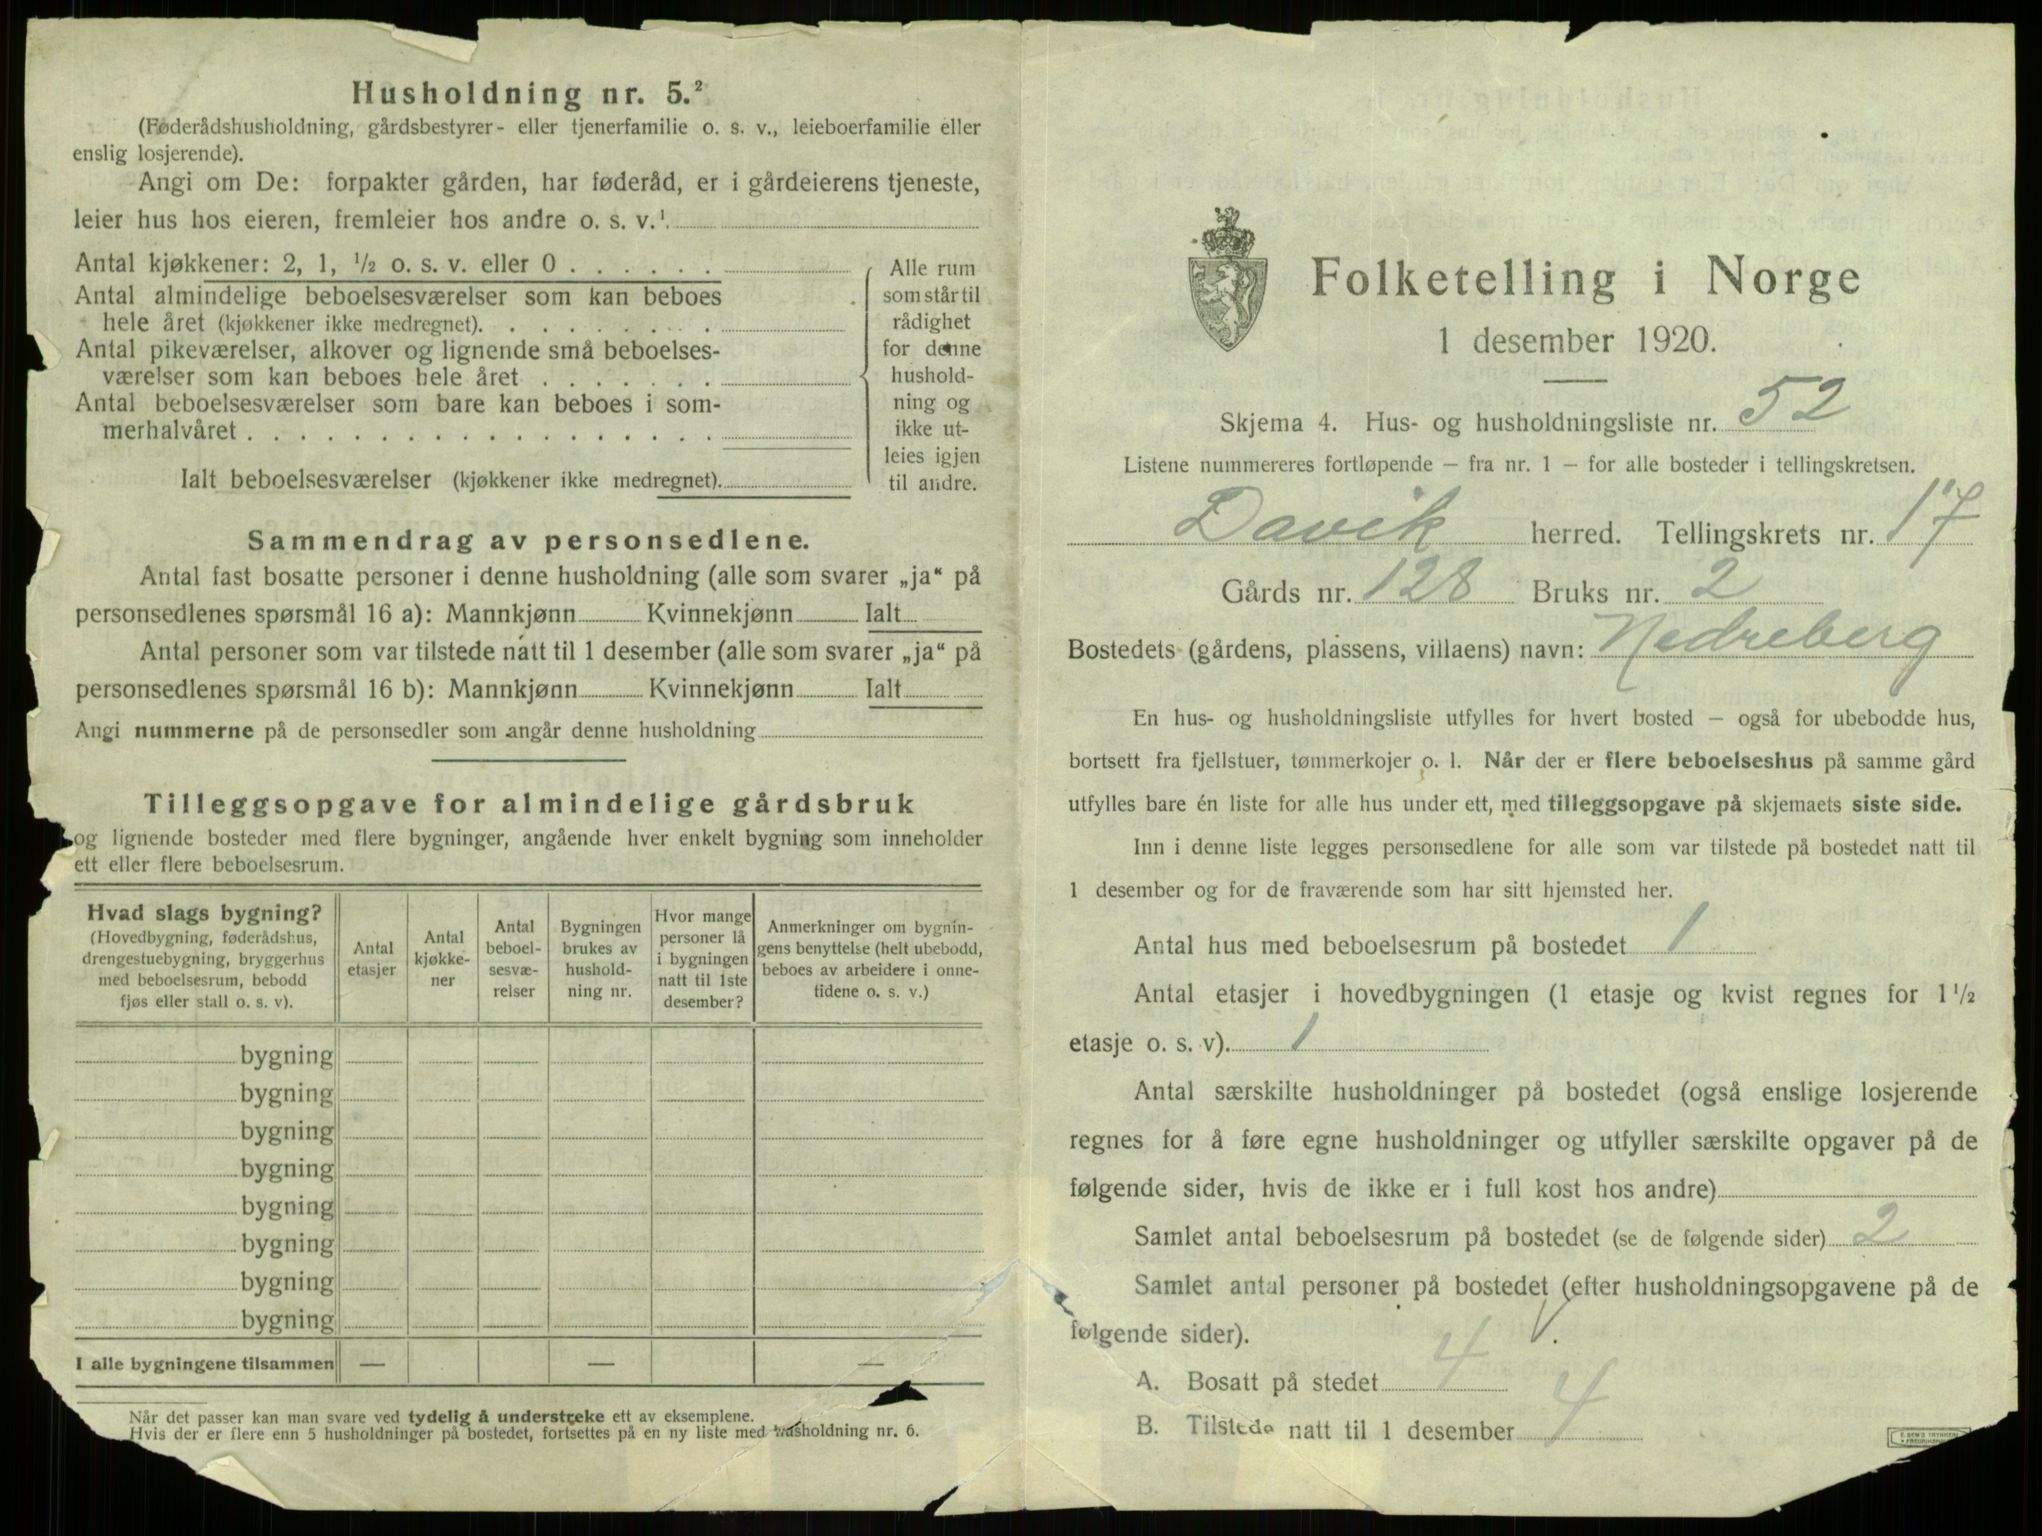 Husholdning nr. 5.²
(Føderådshusholdning, gårdsbestyrer- eller tjenerfamilie o. s. v., leieboerfamilie eller
enslig losjerende).
Angi om De: forpakter gården, har føderåd, er i gårdeierens tjeneste,
leier hus hos eieren, fremleier hos andre o. s. v.¹
Antal kjøkkener: 2, 1, ½ o. s. v. eller 0 . . . . . .
Antal almindelige beboelsesværelser som kan beboes
hele året (kjøkkener ikke medregnet). . . . . . . . .
Antal pikeværelser, alkover og lignende små beboelses-
værelser som kan beboes hele året . . . . . . .
Antal beboelsesværelser som bare kan beboes i som-
merhalvåret . . . . . . . . . . . . . . . . . .
Ialt beboelsesværelser (kjøkkener ikke medregnet).
Alle rum
som står til
rådighet
for denne
hushold-
ning og
ikke ut-
leies igjen
til andre.
Sammendrag av personsedlene.
Antal fast bosatte personer i denne husholdning (alle som svarer „ja“ på
personsedlenes spørsmål 16 a): Mannkjønn Kvinnekjønn Ialt
Antal personer som var tilstede natt til 1 desember (alle som svarer „ja“ på
personsedlenes spørsmål 16 b): Mannkjønn Kvinnekjønn Ialt
Angi nummerne på de personsedler som angår denne husholdning
Tilleggsopgave for almindelige gårdsbruk
og lignende bosteder med flere bygninger, angående hver enkelt bygning som inneholder
ett eller flere beboelsesrum.
Hvad slags bygning?
(Hovedbygning, føderådshus,
drengestuebygning, bryggerhus
med beboelsesrum, bebodd
fjøs eller stall o. s. v).
Antal
etasjer
Antal
kjøkke-
ner
Antal
beboel-
sesvæ-
relser
Bygningen
brukes av
hushold-
ning nr.
Hvor mange
personer lå
i bygningen
natt til 1ste
desember?
Anmerkninger om bygnin-
gens benyttelse (helt ubebodd,
beboes av arbeidere i onne-
tidene o. s. v.)
bygning
bygning
bygning
bygning
bygning
bygning
bygning
bygning
I alle bygningene tilsammen — — —
Når det passer kan man svare ved tydelig å understreke ett av eksemplene.
Hvis der er flere enn 5 husholdninger på bostedet, fortsettes på en ny liste med husholdning nr. 6.
Folketelling i Norge
1 desember 1920.
Skjema 4. Hus- og husholdningsliste nr. 52
Listene nummereres fortløpende – fra nr. 1 – for alle bosteder i tellingskretsen.
Davik herred. Tellingskrets nr. 17
Gårds nr. 128 Bruks nr. 2
Bostedets (gårdens, plassens, villaens) navn: Nedreberg
En hus- og husholdningsliste utfylles for hvert bosted – også for ubebodde hus,
bortsett fra fjellstuer, tømmerkojer o. l. Når der er flere beboelseshus på samme gård
utfylles bare én liste for alle hus under ett, med tilleggsopgave på skjemaets siste side.
Inn i denne liste legges personsedlene for alle som var tilstede på bostedet natt til
1 desember og for de fraværende som har sitt hjemsted her.
Antal hus med beboelsesrum på bostedet 1
Antal etasjer i hovedbygningen (1 etasje og kvist regnes for 1½
etasje o. s. v). 1
Antal særskilte husholdninger på bostedet (også enslige losjerende
regnes for å føre egne husholdninger og utfyller særskilte opgaver på de
følgende sider, hvis de ikke er i full kost hos andre)
Samlet antal beboelsesrum på bostedet (se de følgende sider) 2
Samlet antal personer på bostedet (efter husholdningsopgavene på de
følgende sider).
A. Bosatt på stedet 4
B. Tilstede natt til 1 desember 4